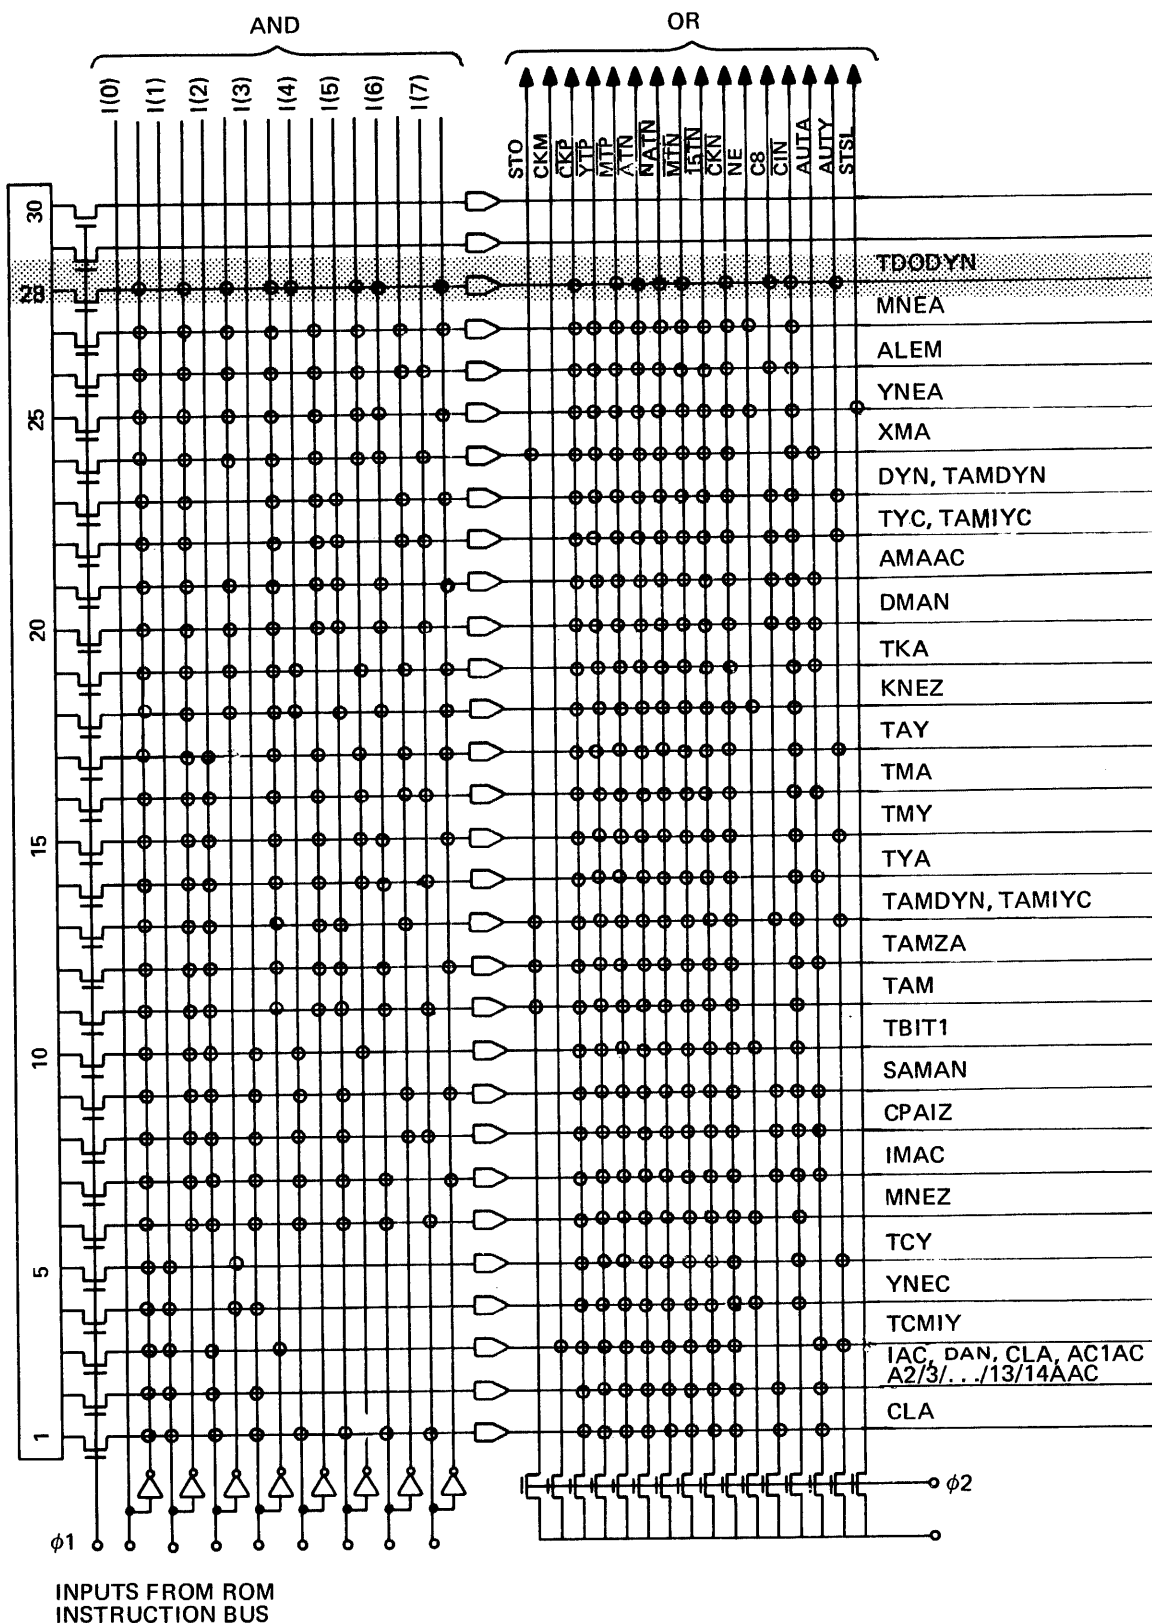 AND
OR
I(0)
I(1)
I(2)
I(3)
I(4)
I(5)
I(6)
I(7)
STO
CKM
CKP
YTP
MTP
ATN
NATN
MTN
15TN
CKN
NE
C8
CIN
AUTA
AUTY
STSL
30
TDODYN
28
MNEA
ALEM
YNEA
25
XMA
DYN, TAMDYN
TYC, TAMIYC
AMAAC
DMAN
20
TKA
KNEZ
TAY
TMA
TMY
15
TYA
TAMDYN, TAMIYC
TAMZA
TAM
TBIT1
10
SAMAN
CPAIZ
IMAC
MNEZ
TCY
5
YNEC
TCMIY
IAC, DAN, CLA, AC1AC
A2/3/. . ./13/14AAC
CLA
1
ϕ2
ϕ1
INPUTS FROM ROM
INSTRUCTION BUS